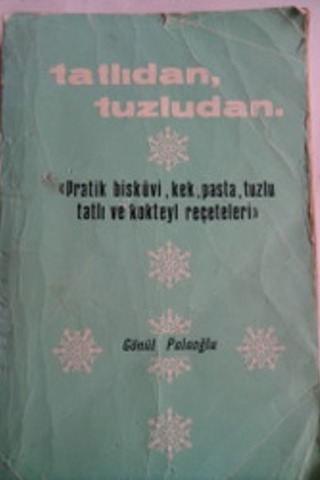 tatlıdan,
tuzludan.
«Pratik bisküvi, kek, pasta, tuzlu
tatlı ve kokteyl reçeteleri»
Gönül Palaoğlu